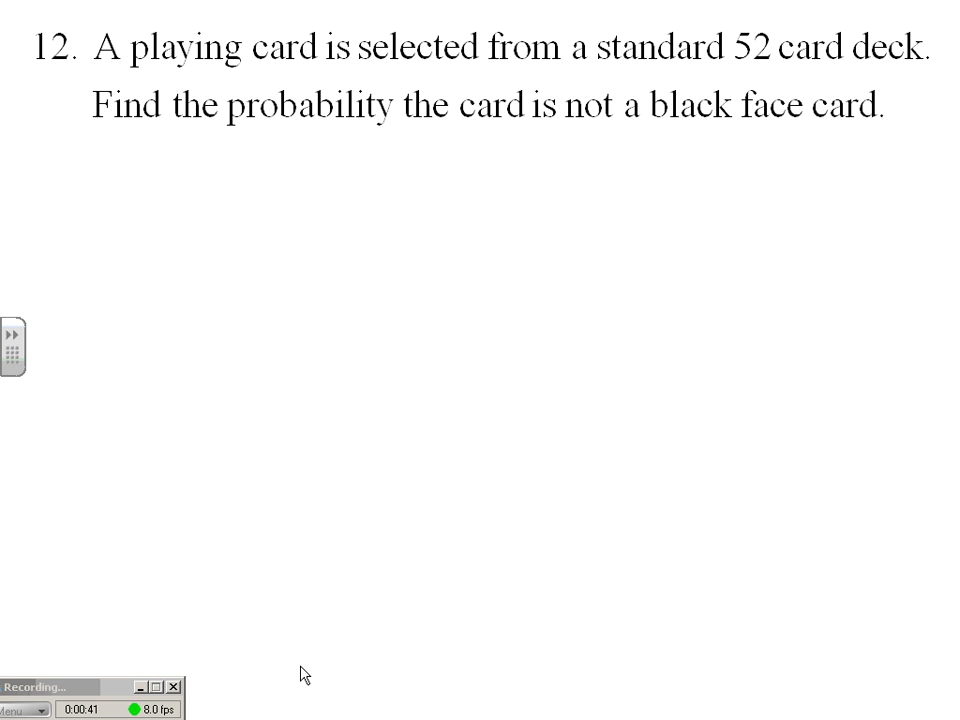 12. A playing card is selected from a standard 52 card deck.
Find the probability the card is not a black face card.
Recording...
Menu
0:00:41
8.0 fps